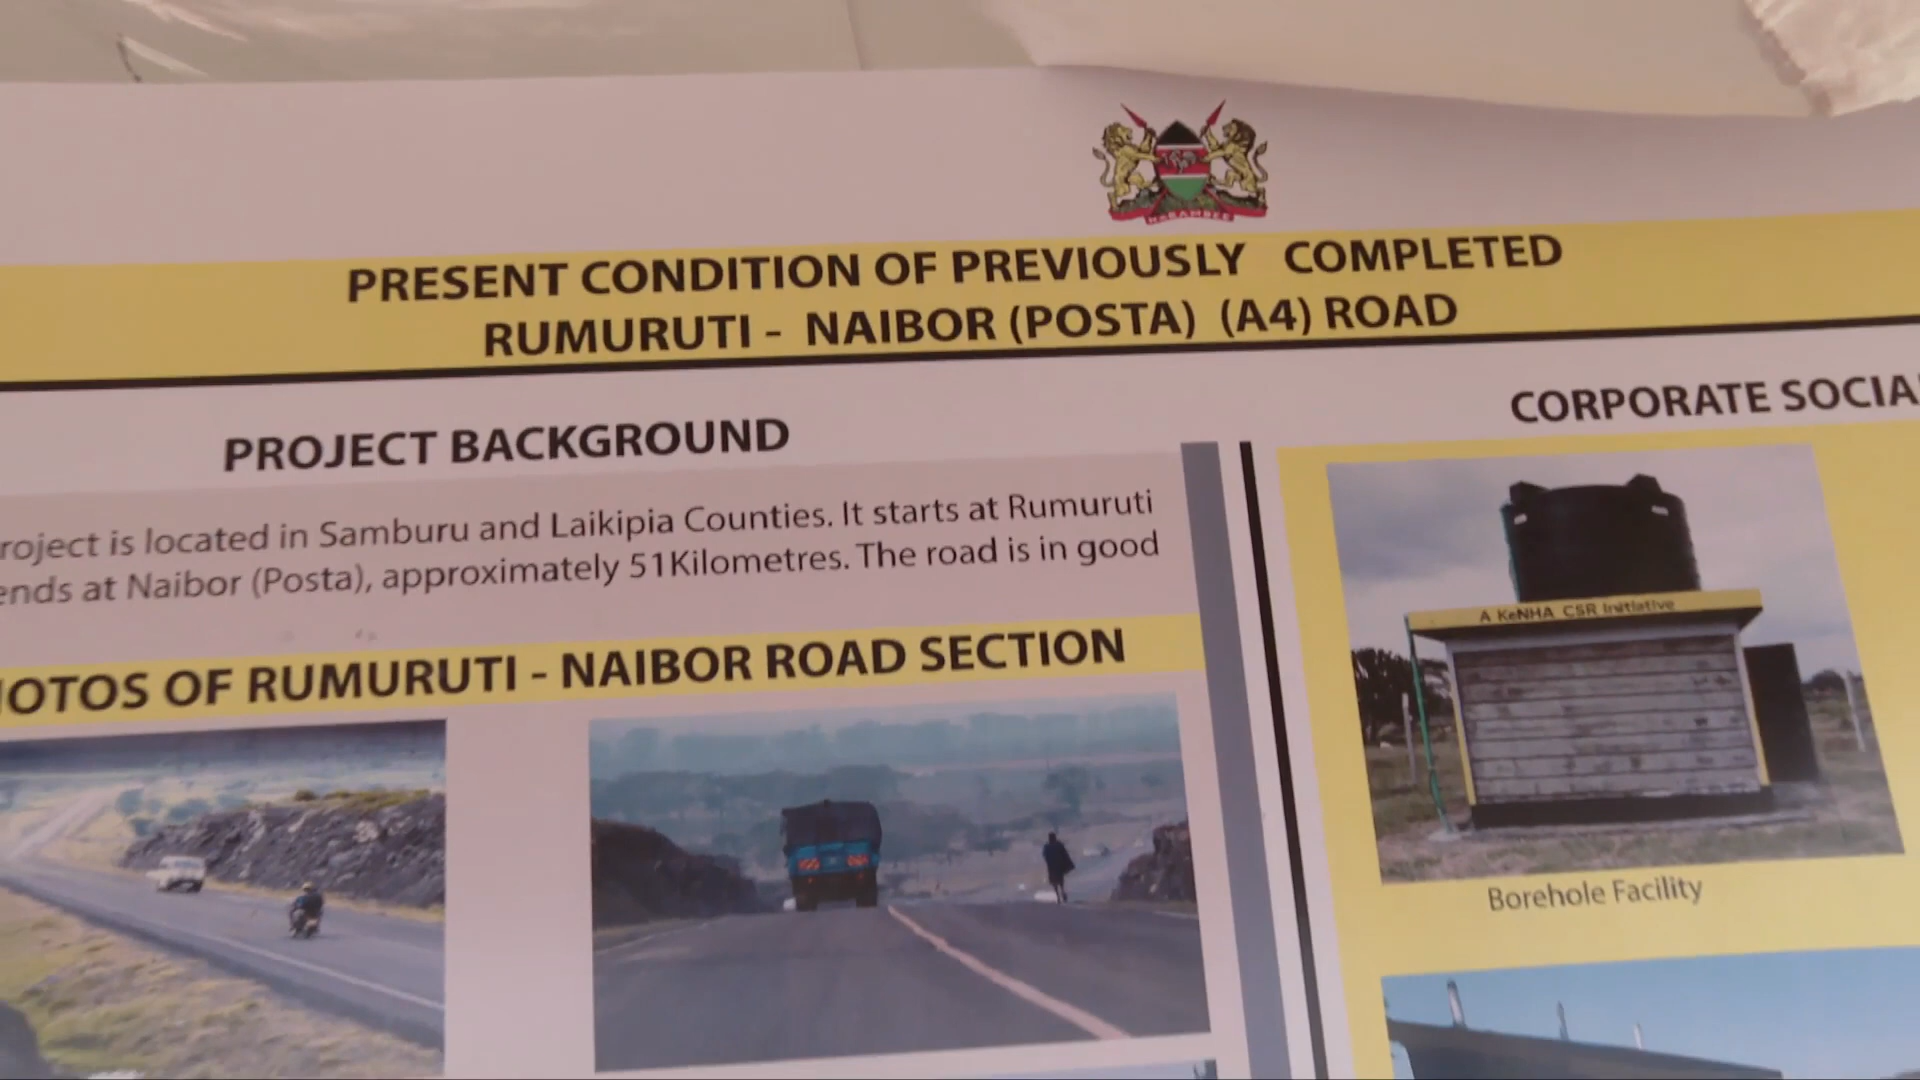 HARAMBEE
PRESENT CONDITION OF PREVIOUSLY COMPLETED
RUMURUTI - NAIBOR (POSTA) (A4) ROAD
PROJECT BACKGROUND
roject is located in Samburu and Laikipia Counties. It starts at Rumuruti
ends at Naibor (Posta), approximately 51Kilometres. The road is in good
HOTOS OF RUMURUTI - NAIBOR ROAD SECTION
CORPORATE SOCIA
A KeNHA CSR Initiative
Borehole Facility